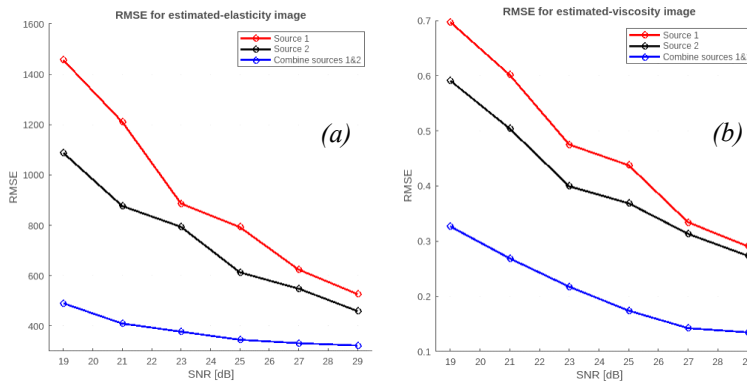 RMSE for estimated-elasticity image
1600
1400
1200
1000
800
600
400
RMSE
Source 1
Source 2
Combine sources 1&2
(a)
19 20 21 22 23 24 25 26 27 28 29
SNR [dB]
RMSE for estimated-viscosity image
0.7
0.6
0.5
0.4
0.3
0.2
0.1
RMSE
Source 1
Source 2
Combine sources 1&2
(b)
19 20 21 22 23 24 25 26 27 28
SNR [dB]